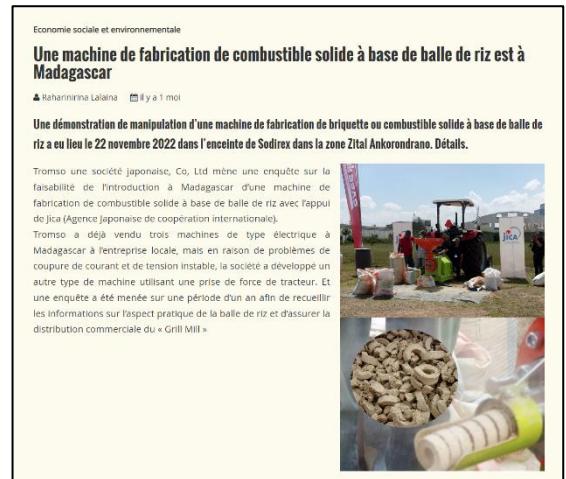 Economie sociale et environnementale
Une machine de fabrication de combustible solide à base de balle de riz est à
Madagascar
Raharinirina Lalaina il y a 1 moi
Une démonstration de manipulation d'une machine de fabrication de briquette ou combustible solide à base de balle de
riz a eu lieu le 22 novembre 2022 dans l'enceinte de Sodirex dans la zone Zital Ankorondrano. Détails.
Tromso une société japonaise, Co, Ltd mène une enquête sur la
faisabilité de l'introduction à Madagascar d'une machine de
fabrication de combustible solide à base de balle de riz avec l'appui
de Jica (Agence Japonaise de coopération internationale).
Tromso a déjà vendu trois machines de type électrique à
Madagascar à l'entreprise locale, mais en raison de problèmes de
coupure de courant et de tension instable, la société a développé un
autre type de machine utilisant une prise de force de tracteur. Et
une enquête a été menée sur une période d'un an afin de recueillir
les informations sur l'aspect pratique de la balle de riz et d'assurer la
distribution commerciale du « Grill Mill »
JICA